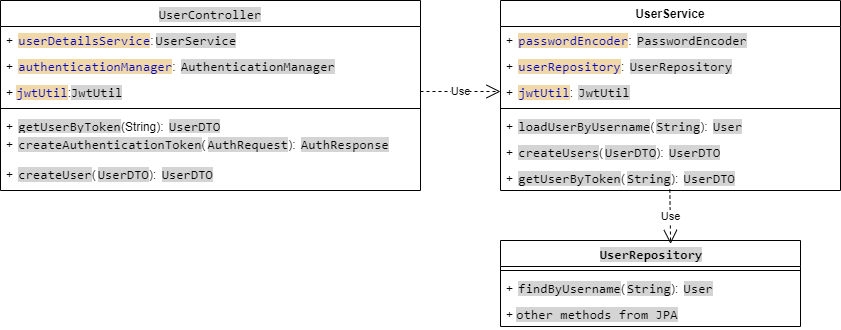 UserController
+ userDetailsService: UserService
+ authenticationManager: AuthenticationManager
+ jwtUtil:JwtUtil
+ getUserByToken(String): UserDTO
+ createAuthenticationToken(AuthRequest): AuthResponse
+ createUser(UserDTO): UserDTO
Use
UserService
+ passwordEncoder: PasswordEncoder
+ userRepository: UserRepository
+ jwtUtil: JwtUtil
+ loadUserByUsername(String): User
+ createUsers(UserDTO): UserDTO
+ getUserByToken(String): UserDTO
Use
UserRepository
+ findByUsername(String): User
+ other methods from JPA